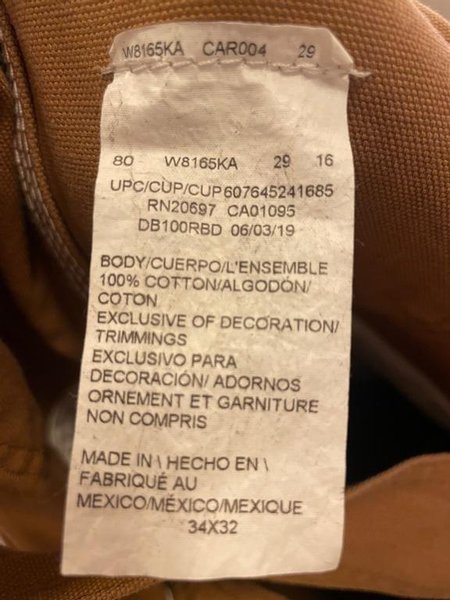 W8165KA CAR004 29
80 W8165KA 29 16
UPC/CUP/CUP607645241685
RN20697 CA01095
DB100RBD 06/03/19
BODY/CUERPO/L'ENSEMBLE
100% COTTON/ALGODÓN/
COTON
EXCLUSIVE OF DECORATION/
TRIMMINGS
EXCLUSIVO PARA
DECORACIÓN/ ADORNOS
ORNEMENT ET GARNITURE
NON COMPRIS
MADE IN \ HECHO EN \
FABRIQUÉ AU
MEXICO/MÉXICO/MEXIQUE
34X32